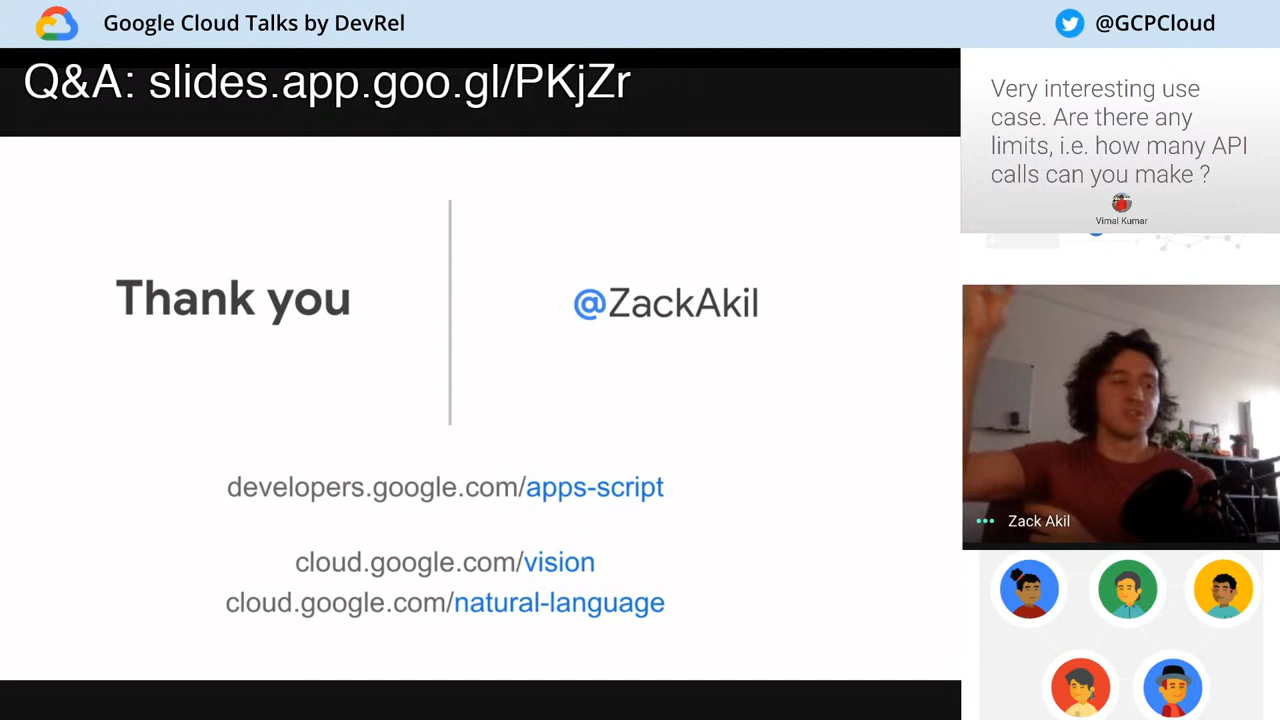 Google Cloud Talks by DevRel
@GCPCloud
Q&A: slides.app.goo.gl/PKjZr
Very interesting use
case. Are there any
limits, i.e. how many API
calls can you make ?
Vimal Kumar
Thank you
@ZackAkil
developers.google.com/apps-script
cloud.google.com/vision
cloud.google.com/natural-language
Zack Akil